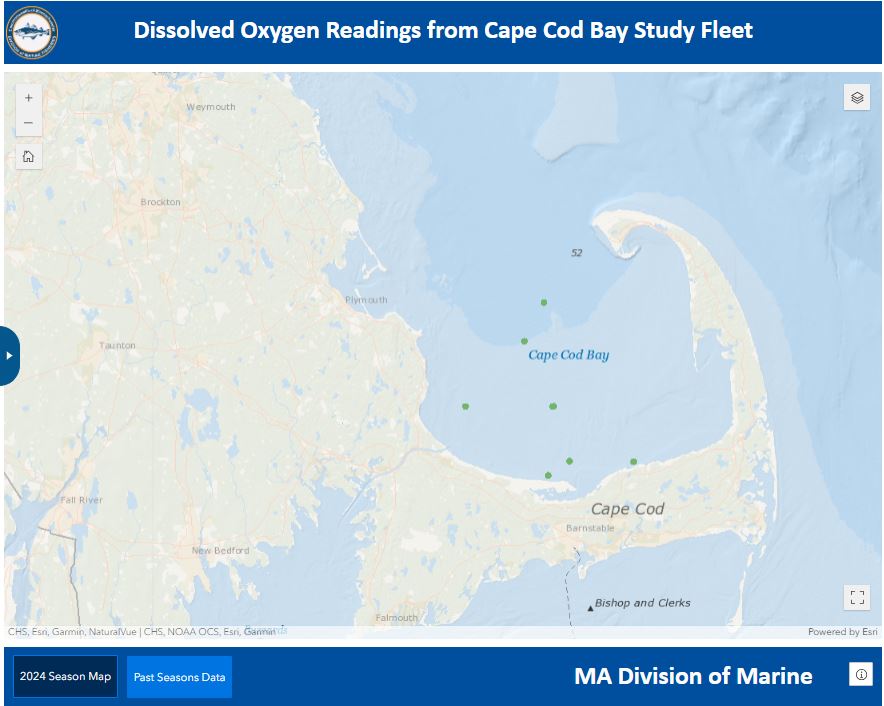 Dissolved Oxygen Readings from Cape Cod Bay Study Fleet
+
Weymouth
−
Brockton
52
Plymouth
Taunton
Cape Cod Bay
Fall River
Cape Cod
Barnstable
New Bedford
Bishop and Clerks
Falmouth
CHS, Esri, Garmin, NaturalVue | CHS, NOAA OCS, Esri, Garmin
Powered by Esri
2024 Season Map
Past Seasons Data
MA Division of Marine